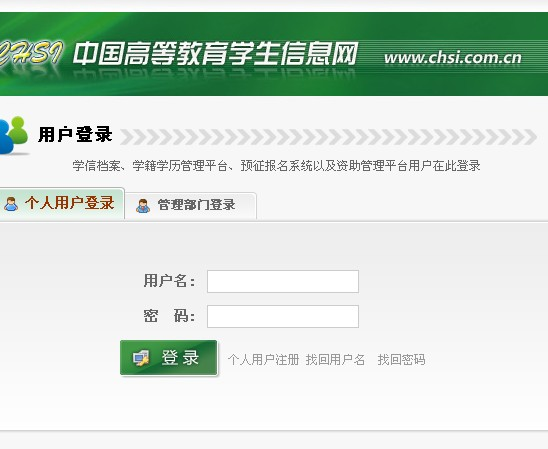 CHSI 中国高等教育学生信息网 www.chsi.com.cn
用户登录
学信档案、学籍学历管理平台、预征报名系统以及资助管理平台用户在此登录
个人用户登录 管理部门登录
用户名：
密 码：
登录 个人用户注册 找回用户名 找回密码